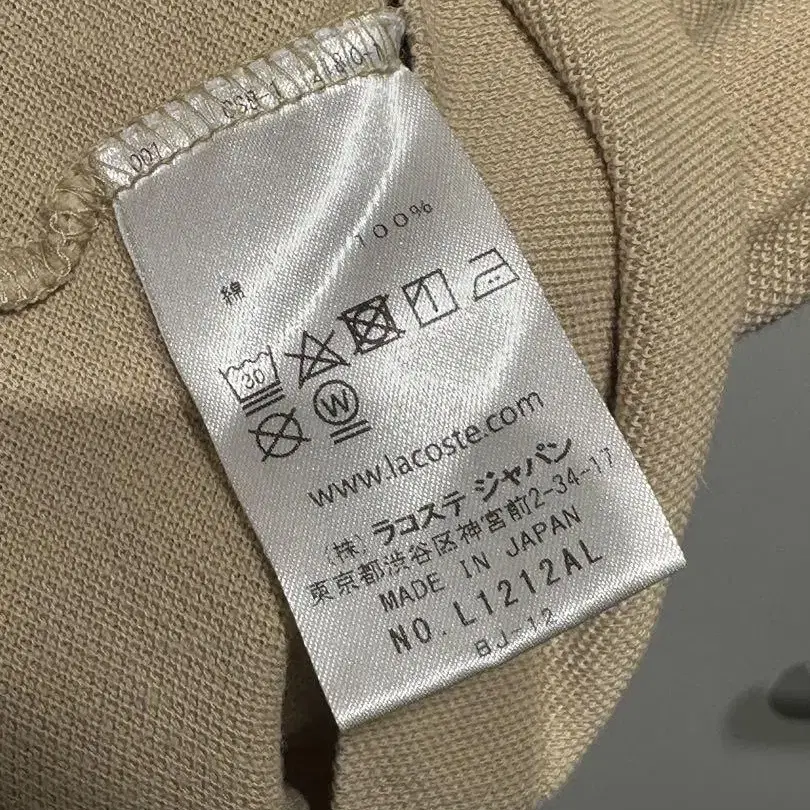 綿 100%
30
W
www.lacoste.com
(株) ラコステ ジャパン
東京都渋谷区神宮前2-34-17
MADE IN JAPAN
NO. L1212AL
BJ-12